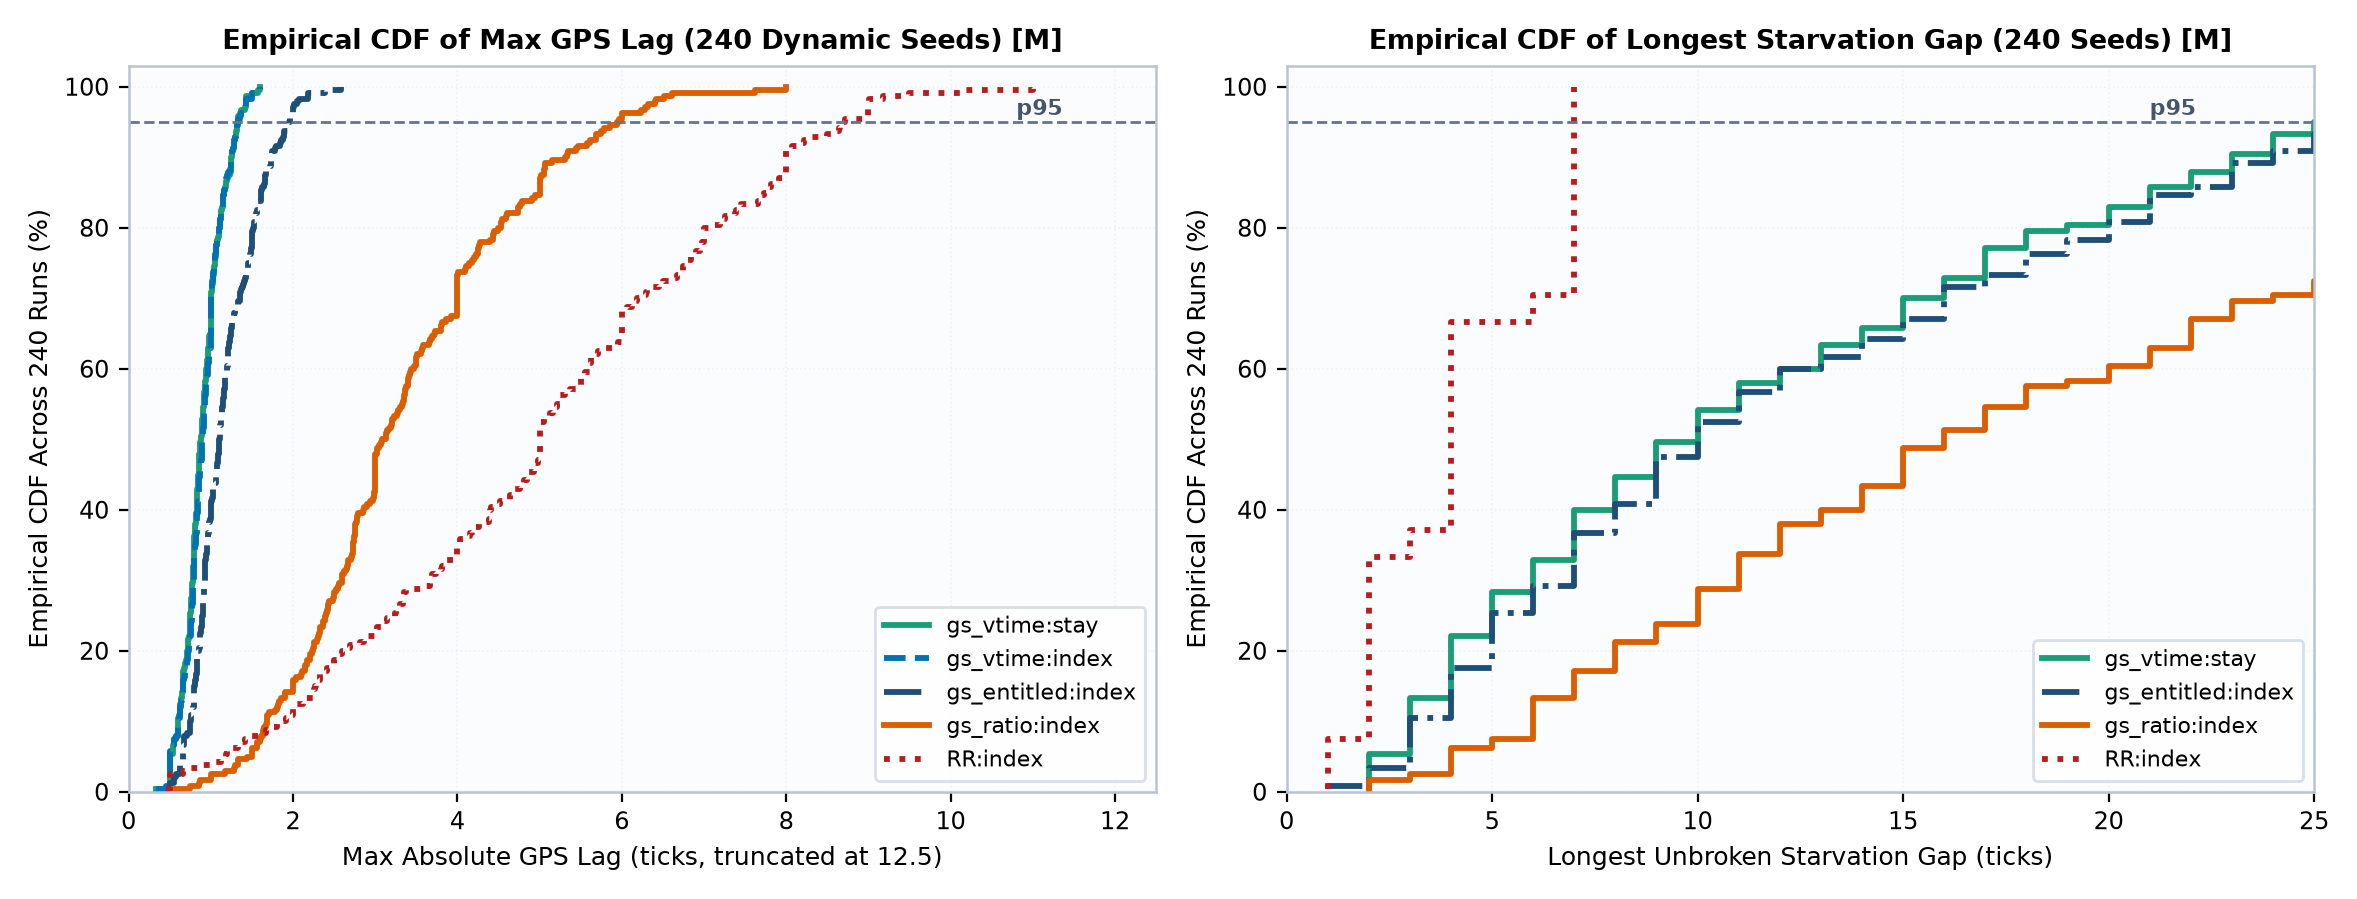 Empirical CDF of Max GPS Lag (240 Dynamic Seeds) [M]
Empirical CDF Across 240 Runs (%)
100
80
60
40
20
0
p95
gs_vtime:stay
gs_vtime:index
gs_entitled:index
gs_ratio:index
RR:index
0 2 4 6 8 10 12
Max Absolute GPS Lag (ticks, truncated at 12.5)
Empirical CDF of Longest Starvation Gap (240 Seeds) [M]
Empirical CDF Across 240 Runs (%)
100
80
60
40
20
0
p95
gs_vtime:stay
gs_entitled:index
gs_ratio:index
RR:index
0 5 10 15 20 25
Longest Unbroken Starvation Gap (ticks)